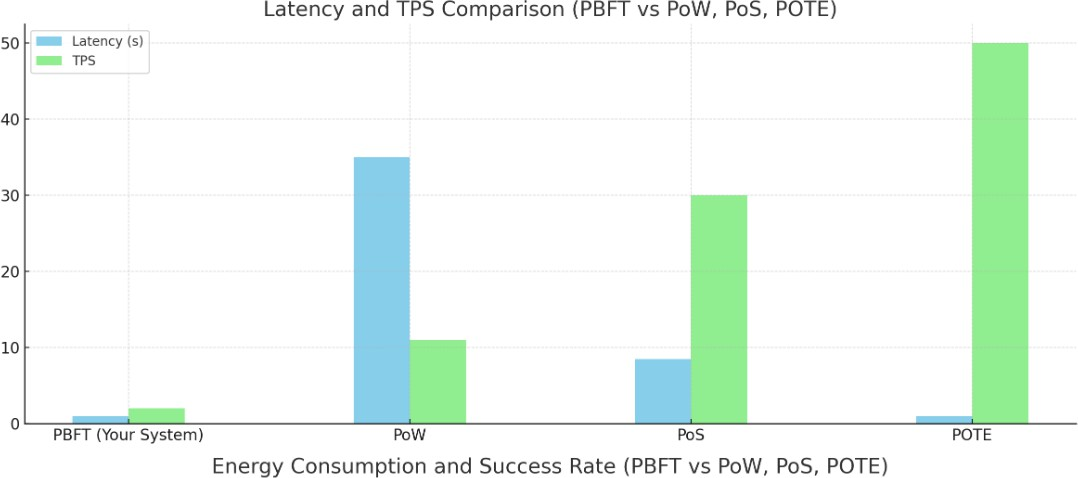 Latency and TPS Comparison (PBFT vs PoW, PoS, POTE)
Latency (s)
TPS
50
40
30
20
10
0
PBFT (Your System) PoW PoS POTE
Energy Consumption and Success Rate (PBFT vs PoW, PoS, POTE)